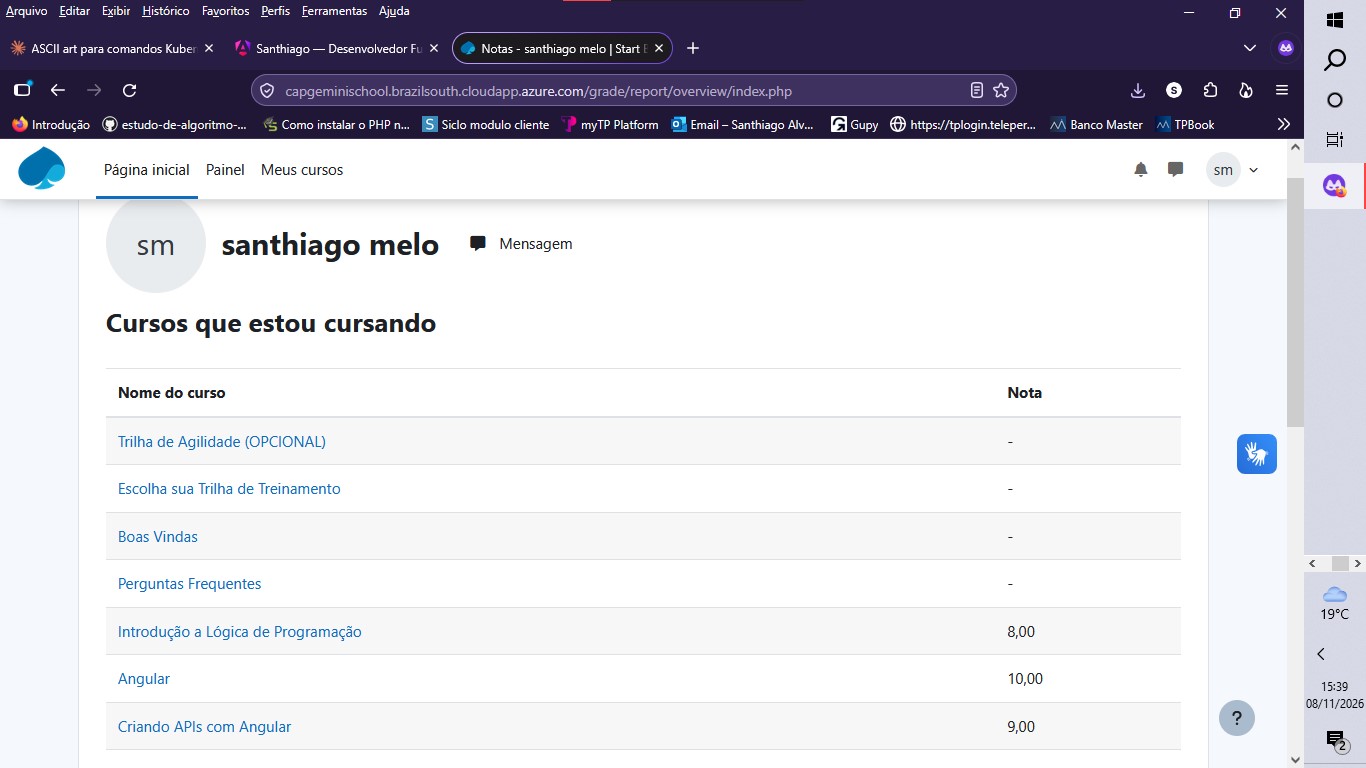 Arquivo Editar Exibir Histórico Favoritos Perfis Ferramentas Ajuda
ASCII art para comandos Kuber
Santhiago — Desenvolvedor Fu
Notas - santhiago melo | Start
capgeminischool.brazilsouth.cloudapp.azure.com/grade/report/overview/index.php
S
Introdução
estudo-de-algoritmo-...
Como instalar o PHP n...
S
Siclo modulo cliente
myTP Platform
Email – Santhiago Alv...
Gupy
https://tplogin.teleper...
Banco Master
TPBook
Página inicial Painel Meus cursos
sm
sm
santhiago melo
Mensagem
Cursos que estou cursando
Nome do curso Nota
Trilha de Agilidade (OPCIONAL) -
Escolha sua Trilha de Treinamento -
Boas Vindas -
Perguntas Frequentes -
Introdução a Lógica de Programação 8,00
Angular 10,00
Criando APIs com Angular 9,00
?
19°C
15:39
08/11/2026
2